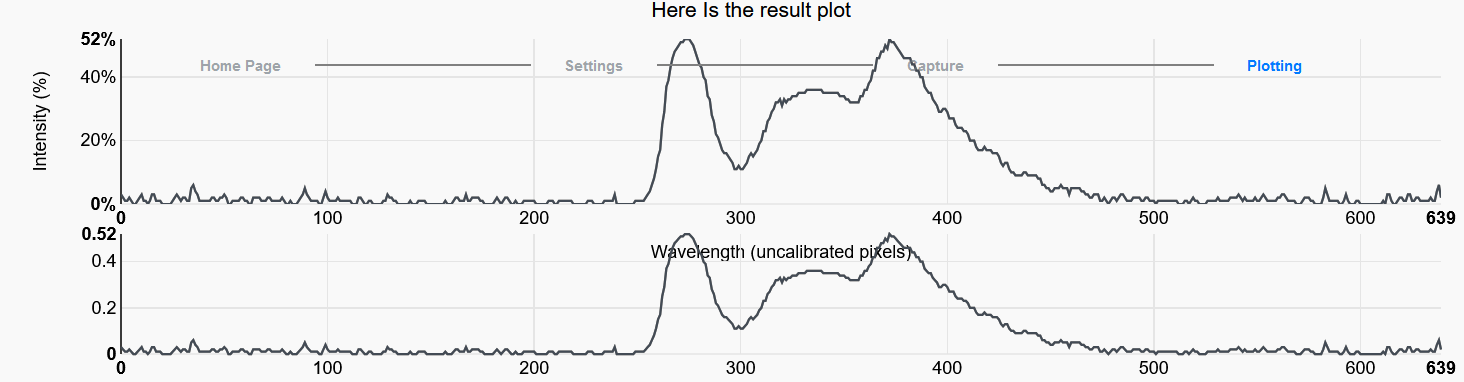 Here Is the result plot
52%
Home Page Settings Capture Plotting
40%
Intensity (%)
20%
0%
0 100 200 300 400 500 600 639
0.52
Wavelength (uncalibrated pixels)
0.4
0.2
0
0 100 200 300 400 500 600 639